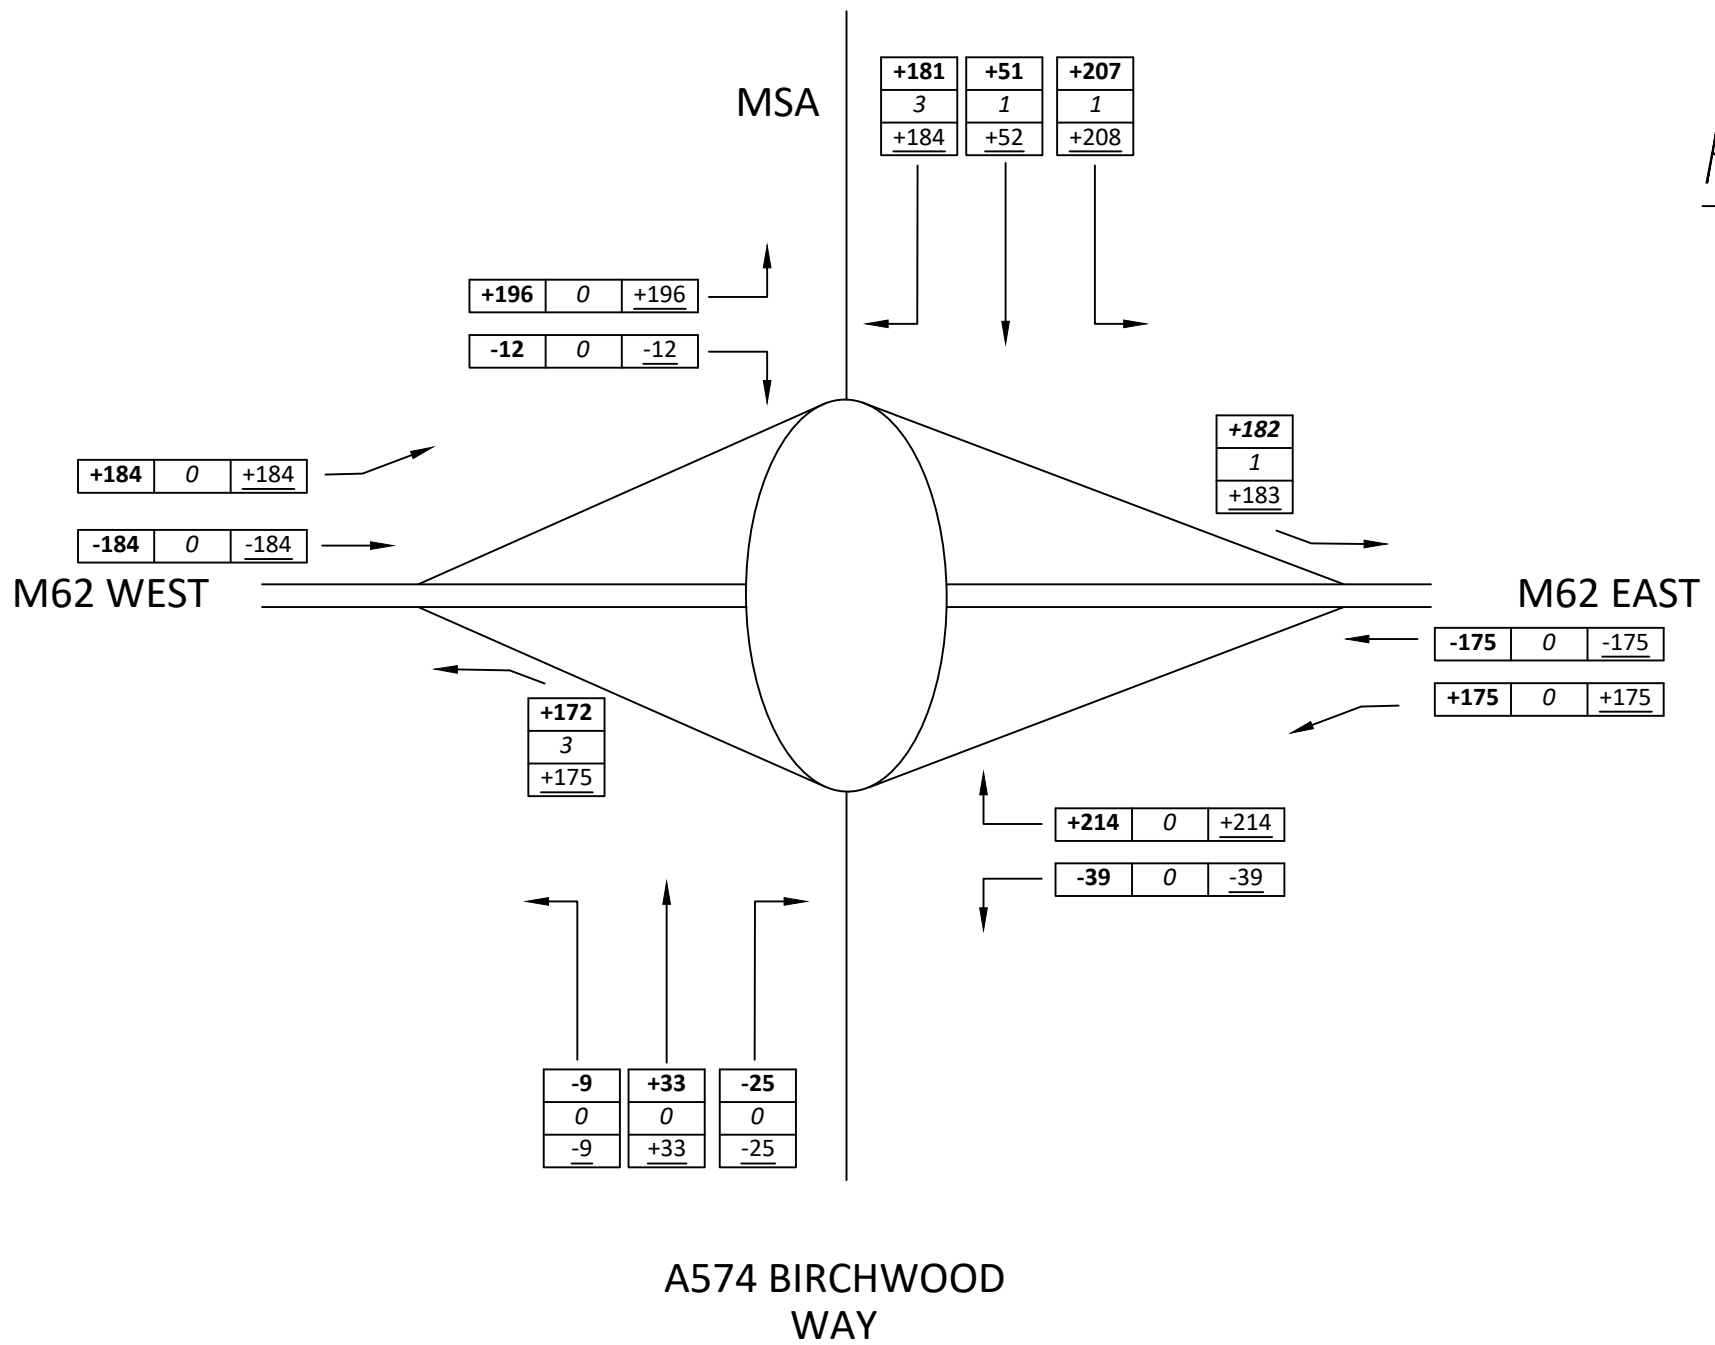 MSA
+181 +51 +207
3 1 1
+184 +52 +208
+196 0 +196
-12 0 -12
+184 0 +184
-184 0 -184
M62 WEST
+182
1
+183
M62 EAST
-175 0 -175
+175 0 +175
+172
3
+175
+214 0 +214
-39 0 -39
-9 +33 -25
0 0 0
-9 +33 -25
A574 BIRCHWOOD
WAY